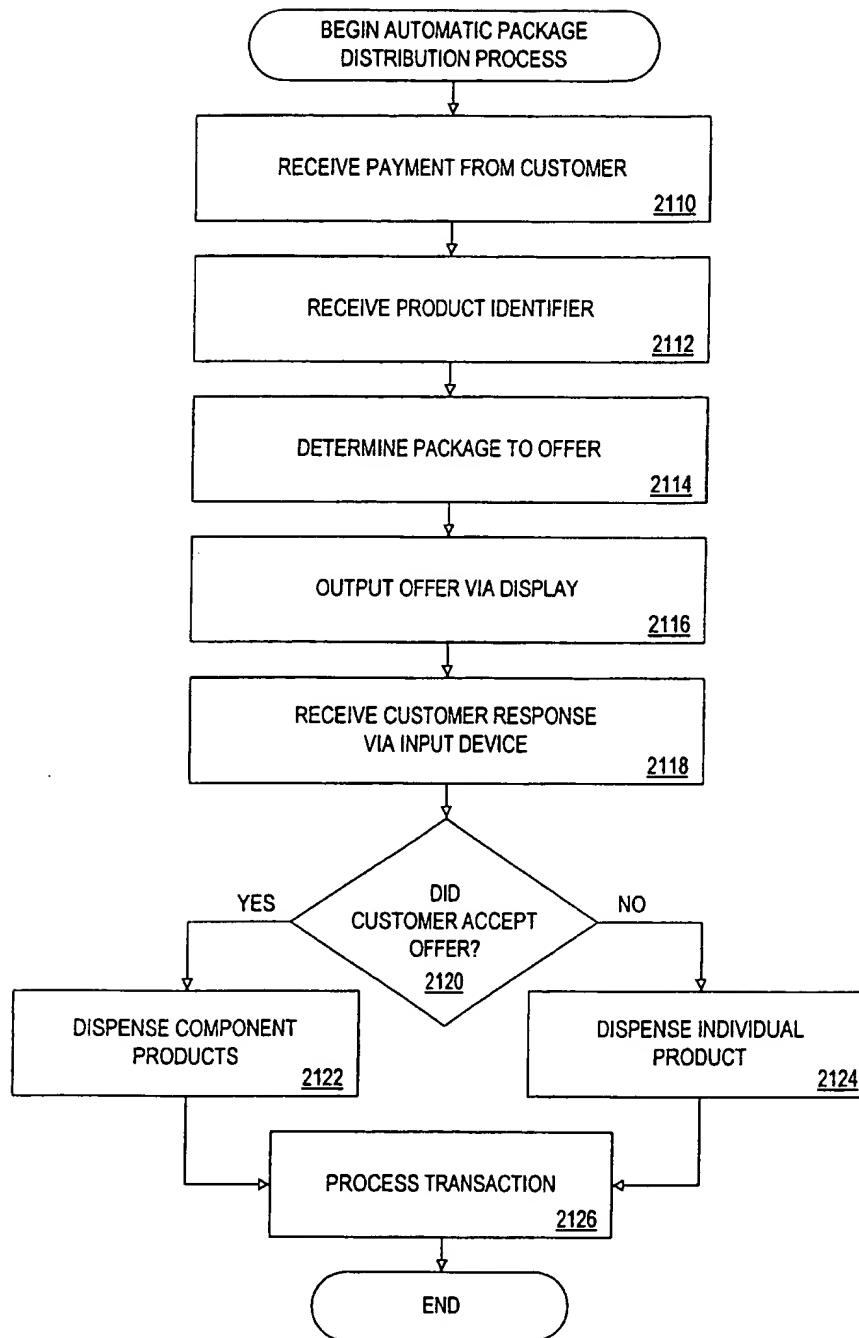 BEGIN AUTOMATIC PACKAGE
DISTRIBUTION PROCESS
RECEIVE PAYMENT FROM CUSTOMER
2110
RECEIVE PRODUCT IDENTIFIER
2112
DETERMINE PACKAGE TO OFFER
2114
OUTPUT OFFER VIA DISPLAY
2116
RECEIVE CUSTOMER RESPONSE
VIA INPUT DEVICE
2118
YES
DID
CUSTOMER ACCEPT
OFFER?
2120
NO
DISPENSE COMPONENT
PRODUCTS
2122
DISPENSE INDIVIDUAL
PRODUCT
2124
PROCESS TRANSACTION
2126
END